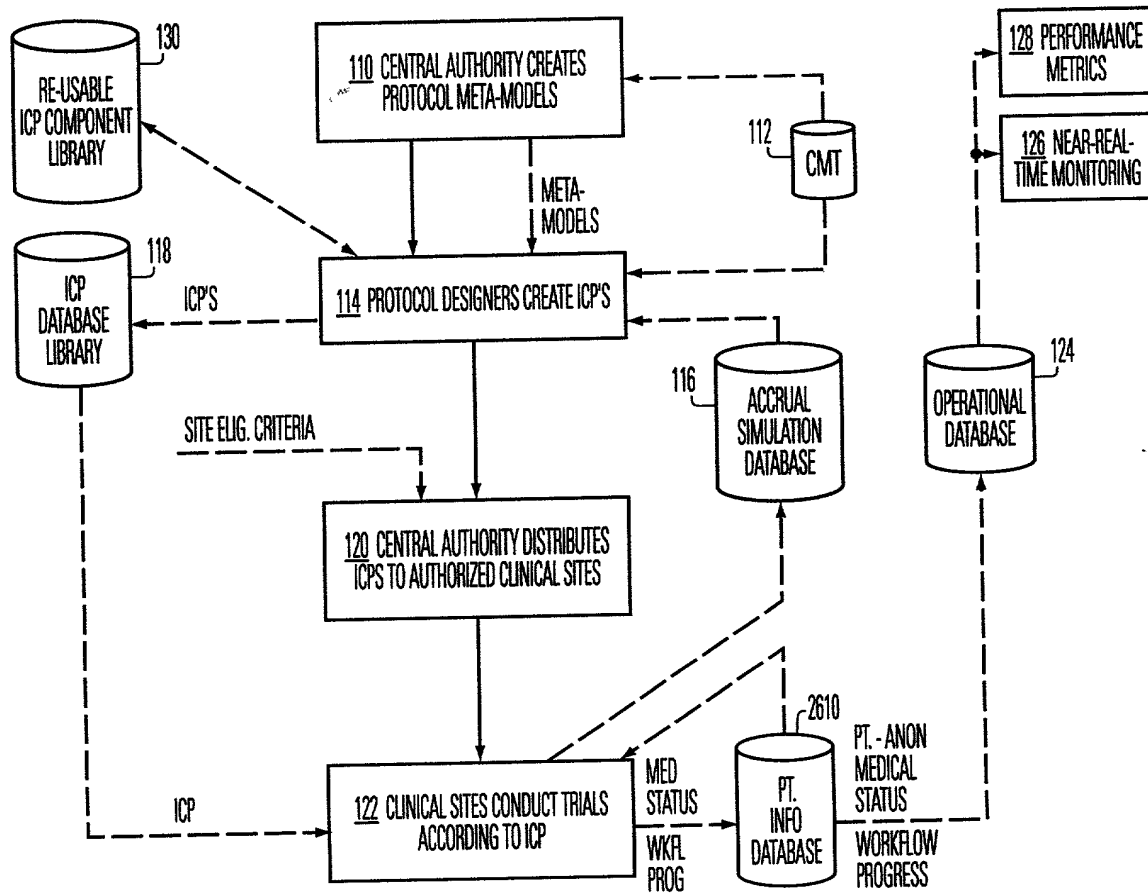 130
RE-USABLE
ICP COMPONENT
LIBRARY
110 CENTRAL AUTHORITY CREATES
PROTOCOL META-MODELS
112
CMT
128 PERFORMANCE
METRICS
126 NEAR-REAL-
TIME MONITORING
META-
MODELS
118
ICP
DATABASE
LIBRARY
ICP'S
114 PROTOCOL DESIGNERS CREATE ICP'S
116
ACCRUAL
SIMULATION
DATABASE
124
OPERATIONAL
DATABASE
SITE ELIG. CRITERIA
120 CENTRAL AUTHORITY DISTRIBUTES
ICPS TO AUTHORIZED CLINICAL SITES
ICP
122 CLINICAL SITES CONDUCT TRIALS
ACCORDING TO ICP
MED
STATUS
WKFL
PROG
2610
PT.
INFO
DATABASE
PT. - ANON
MEDICAL
STATUS
WORKFLOW
PROGRESS